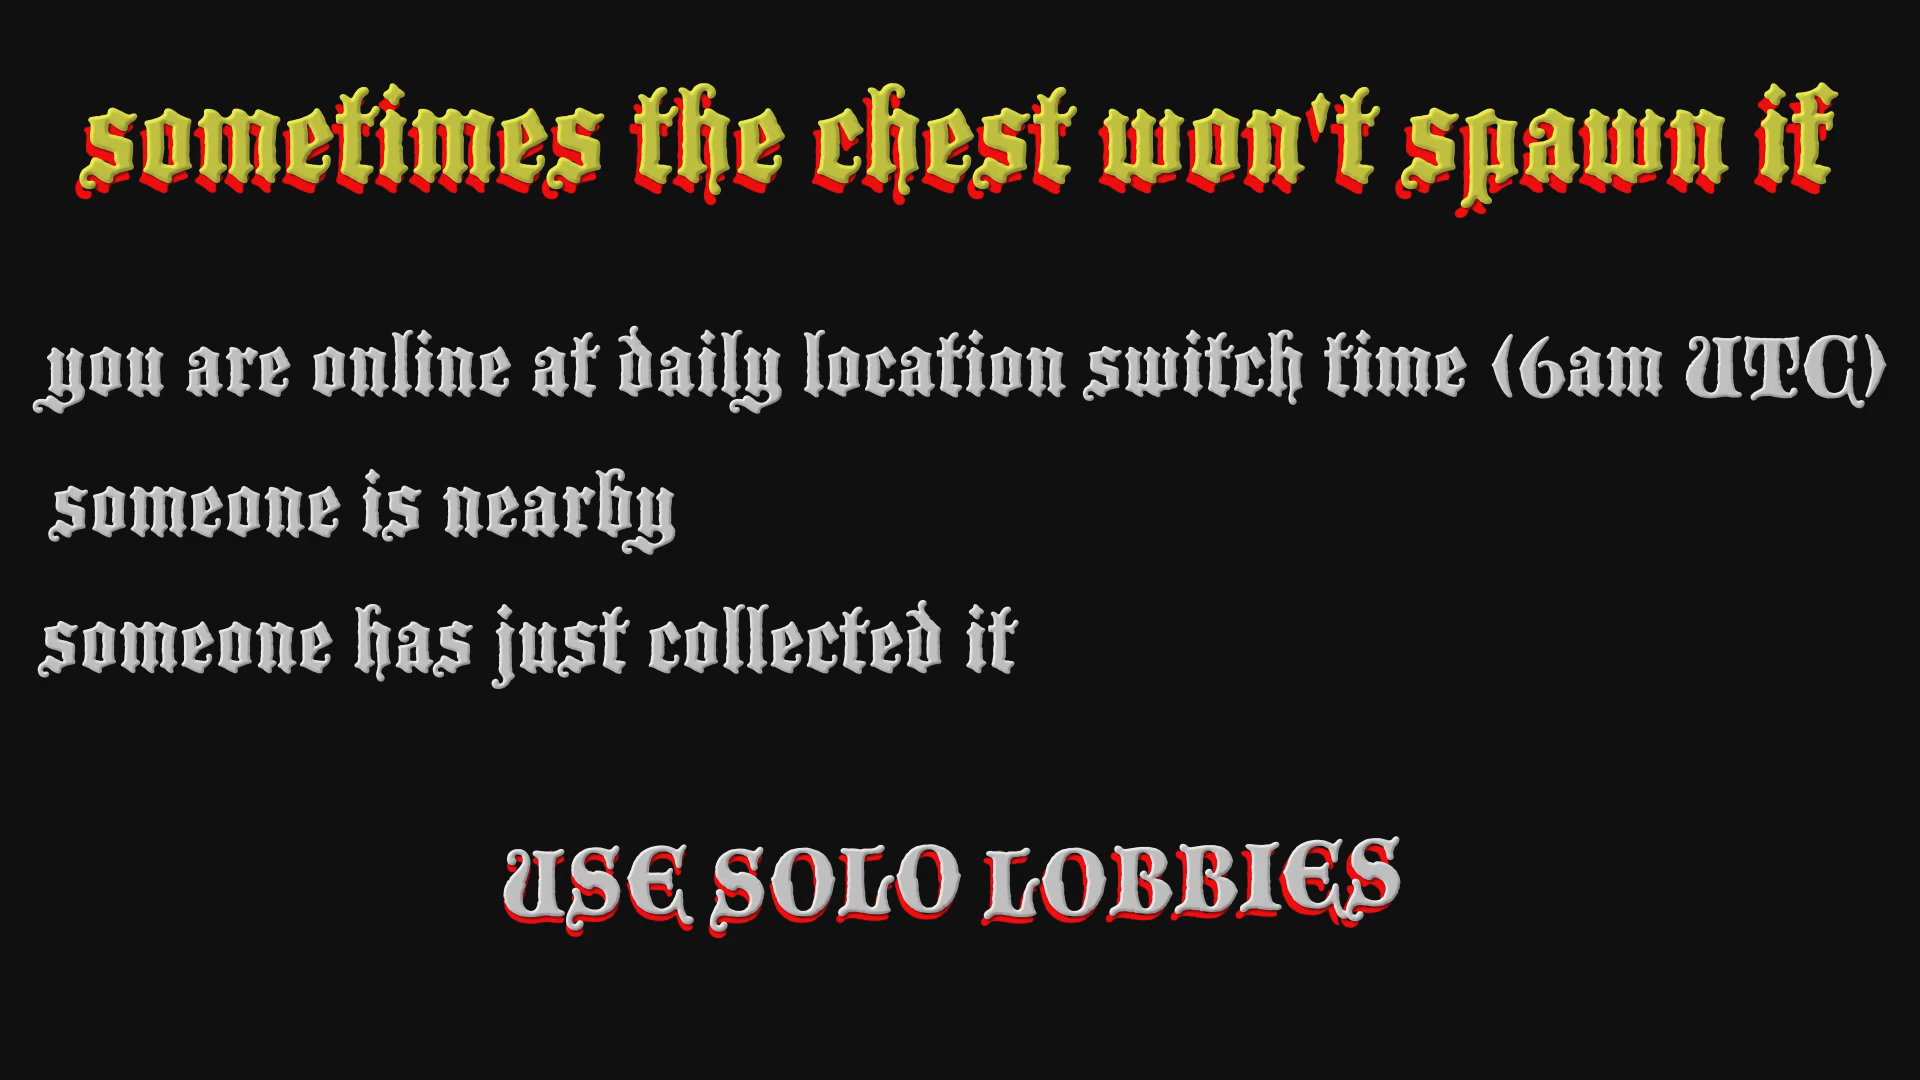 sometimes the chest won't spawn if
you are online at daily location switch time (6am UTC)
someone is nearby
someone has just collected it
USE SOLO LOBBIES